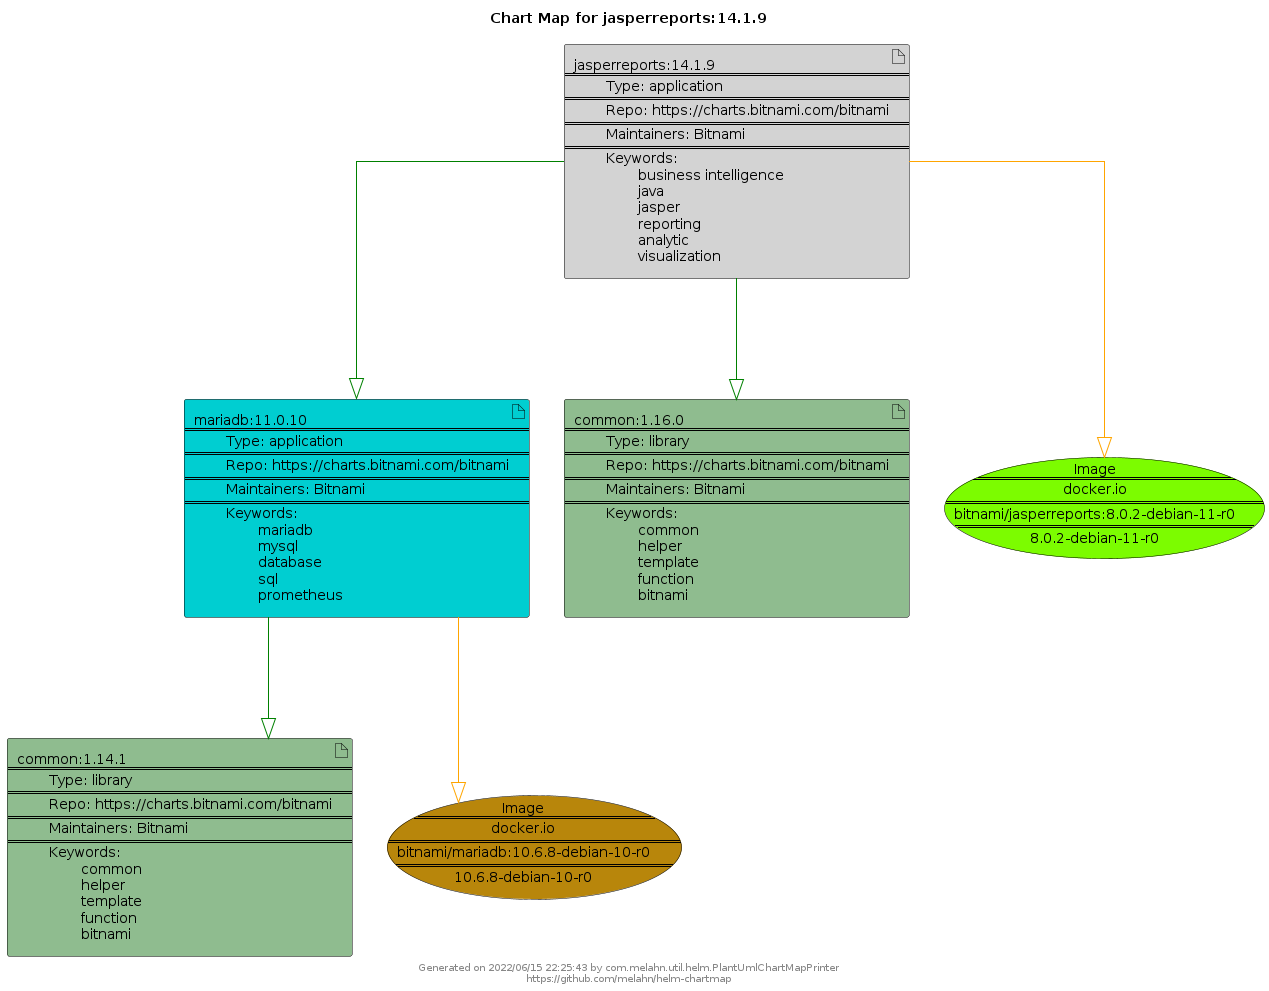 Chart Map for jasperreports:14.1.9
jasperreports:14.1.9
Type: application
Repo: https://charts.bitnami.com/bitnami
Maintainers: Bitnami
Keywords:
business intelligence
java
jasper
reporting
analytic
visualization
mariadb:11.0.10
Type: application
Repo: https://charts.bitnami.com/bitnami
Maintainers: Bitnami
Keywords:
mariadb
mysql
database
sql
prometheus
common:1.16.0
Type: library
Repo: https://charts.bitnami.com/bitnami
Maintainers: Bitnami
Keywords:
common
helper
template
function
bitnami
Image
docker.io
bitnami/jasperreports:8.0.2-debian-11-r0
8.0.2-debian-11-r0
common:1.14.1
Type: library
Repo: https://charts.bitnami.com/bitnami
Maintainers: Bitnami
Keywords:
common
helper
template
function
bitnami
Image
docker.io
bitnami/mariadb:10.6.8-debian-10-r0
10.6.8-debian-10-r0
Generated on 2022/06/15 22:25:43 by com.melahn.util.helm.PlantUmlChartMapPrinter
https://github.com/melahn/helm-chartmap